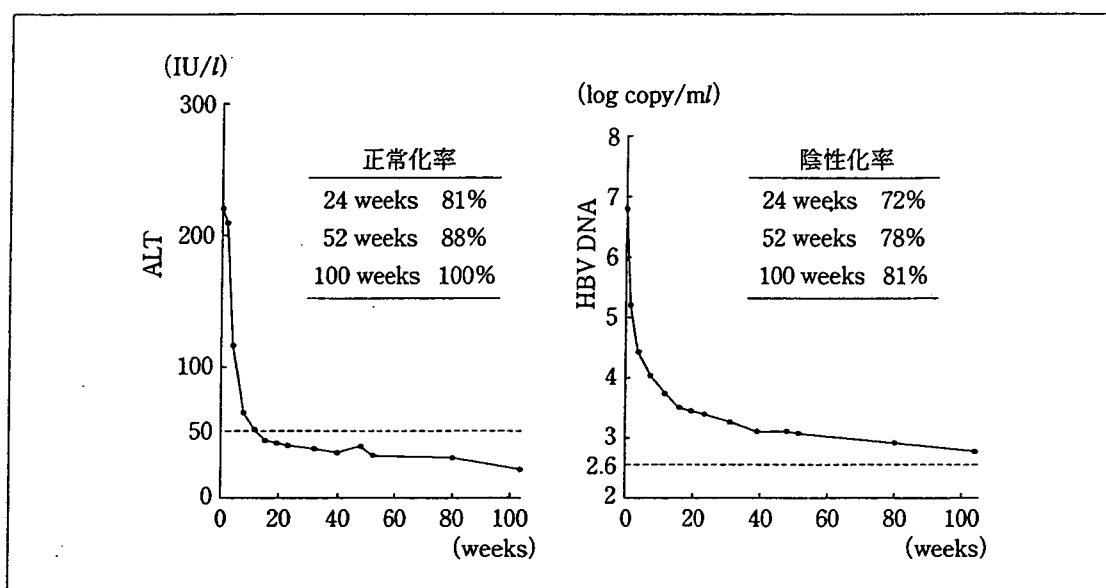 (IU/l)
300
200
100
50
0
ALT
正常化率
24 weeks 81%
52 weeks 88%
100 weeks 100%
0 20 40 60 80 100
(weeks)
(log copy/ml)
8
7
6
5
4
3
2.6
2
HBV DNA
陰性化率
24 weeks 72%
52 weeks 78%
100 weeks 81%
0 20 40 60 80 100
(weeks)